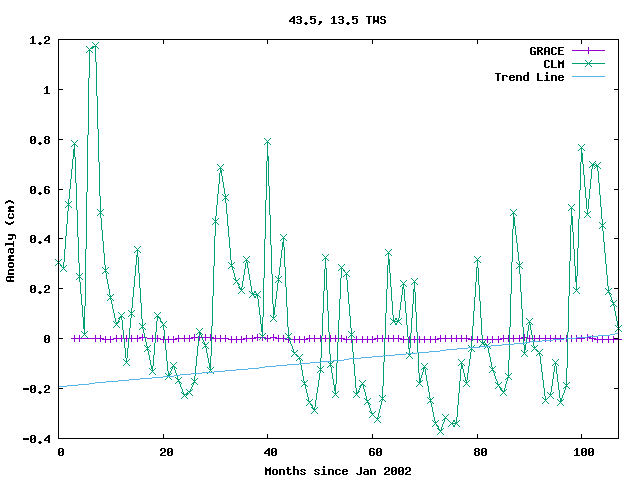 43.5, 13.5 TWS
GRACE
CLM
Trend Line
1.2
1
0.8
0.6
0.4
0.2
0
-0.2
-0.4
Anomaly (cm)
0 20 40 60 80 100
Months since Jan 2002